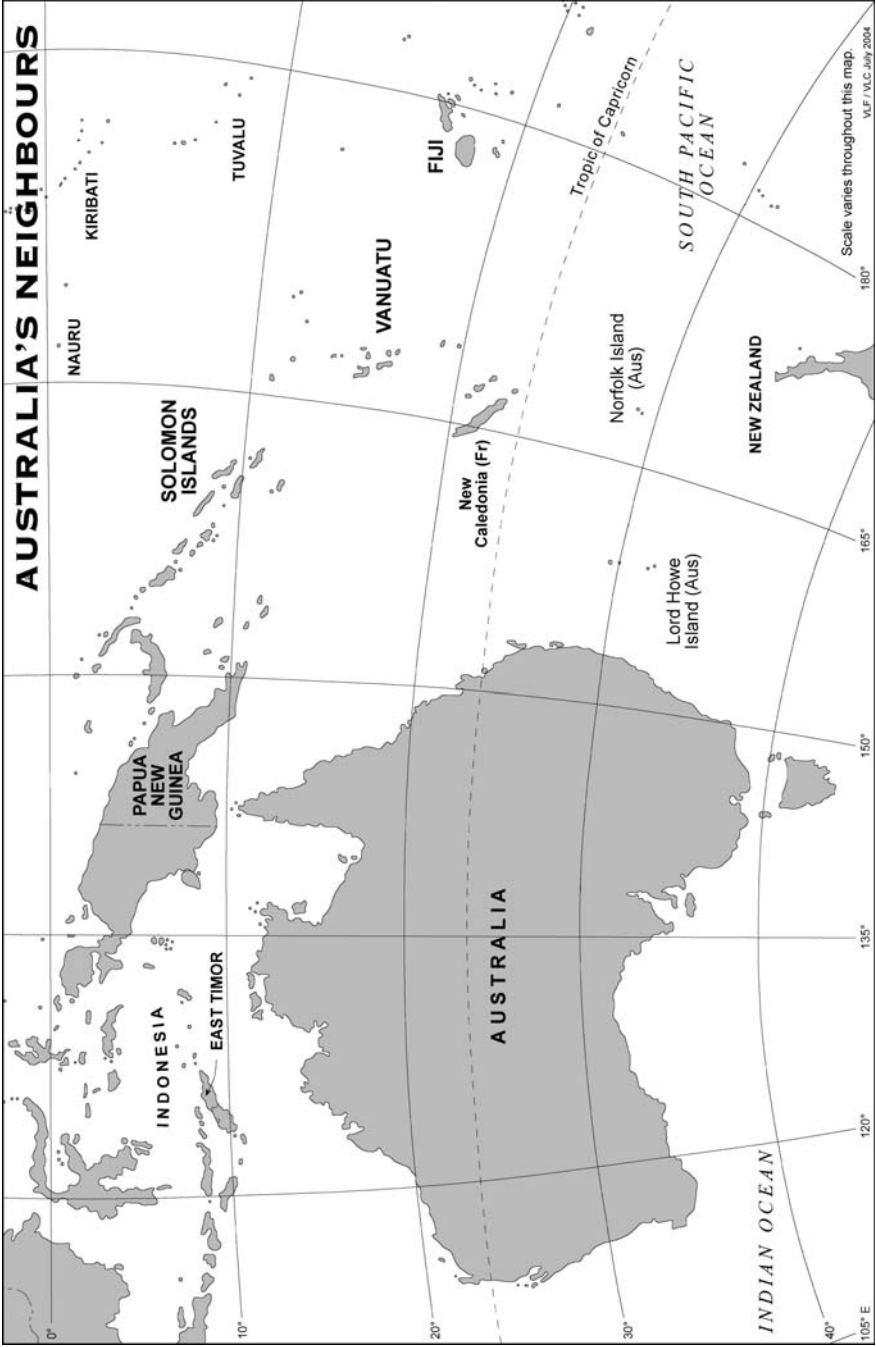 AUSTRALIA'S NEIGHBOURS
KIRIBATI
NAURU
TUVALU
SOLOMON
ISLANDS
PAPUA
NEW
GUINEA
INDONESIA
EAST TIMOR
VANUATU
FIJI
New
Caledonia (Fr)
Tropic of Capricorn
AUSTRALIA
Norfolk Island
(Aus)
Lord Howe
Island (Aus)
SOUTH PACIFIC
OCEAN
NEW ZEALAND
INDIAN OCEAN
0°
10°
20°
30°
40°
105° E
120°
135°
150°
165°
180°
Scale varies throughout this map.
VLF / VLC July 2004